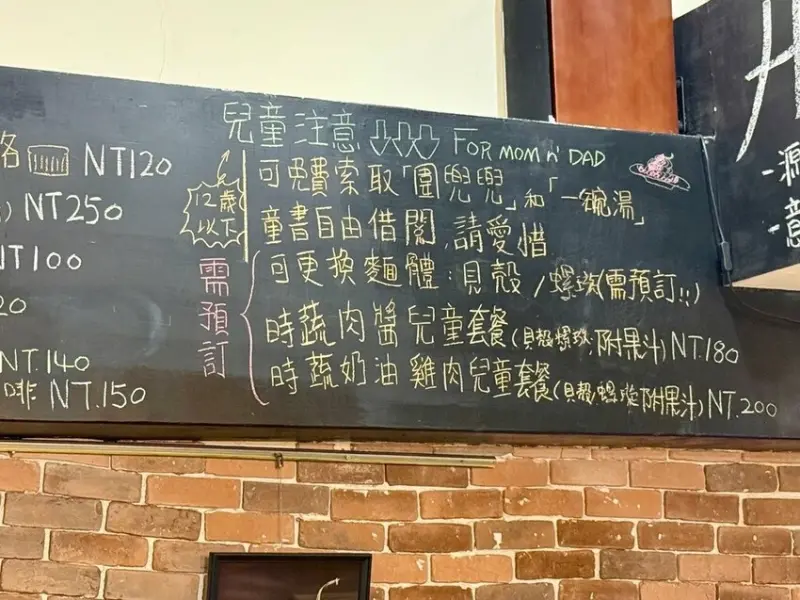 兒童注意 FOR MOM n' DAD
12歲
以下
可免費索取「圍兜兜」和「一碗湯」
童書自由借閱，請愛惜
需預訂
可更換麵體：貝殼/螺旋(需預訂!!)
時蔬肉醬兒童套餐(貝殼/螺旋,附果汁) NT.180
時蔬奶油雞肉兒童套餐(貝殼/螺旋,附果汁) NT.200
NT120
NT250
NT100
20
NT.140
啡 NT.150